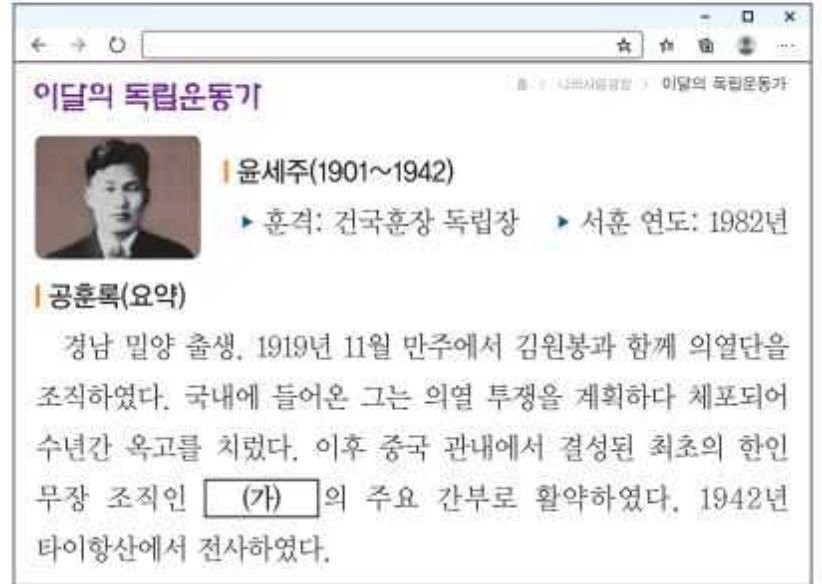 이달의 독립운동가
홈 > 나라사랑광장 > 이달의 독립운동가
윤세주(1901~1942)
▸ 훈격: 건국훈장 독립장 ▸ 서훈 연도: 1982년
공훈록(요약)
경남 밀양 출생. 1919년 11월 만주에서 김원봉과 함께 의열단을
조직하였다. 국내에 들어온 그는 의열 투쟁을 계획하다 체포되어
수년간 옥고를 치렀다. 이후 중국 관내에서 결성된 최초의 한인
무장 조직인 (가) 의 주요 간부로 활약하였다. 1942년
타이항산에서 전사하였다.